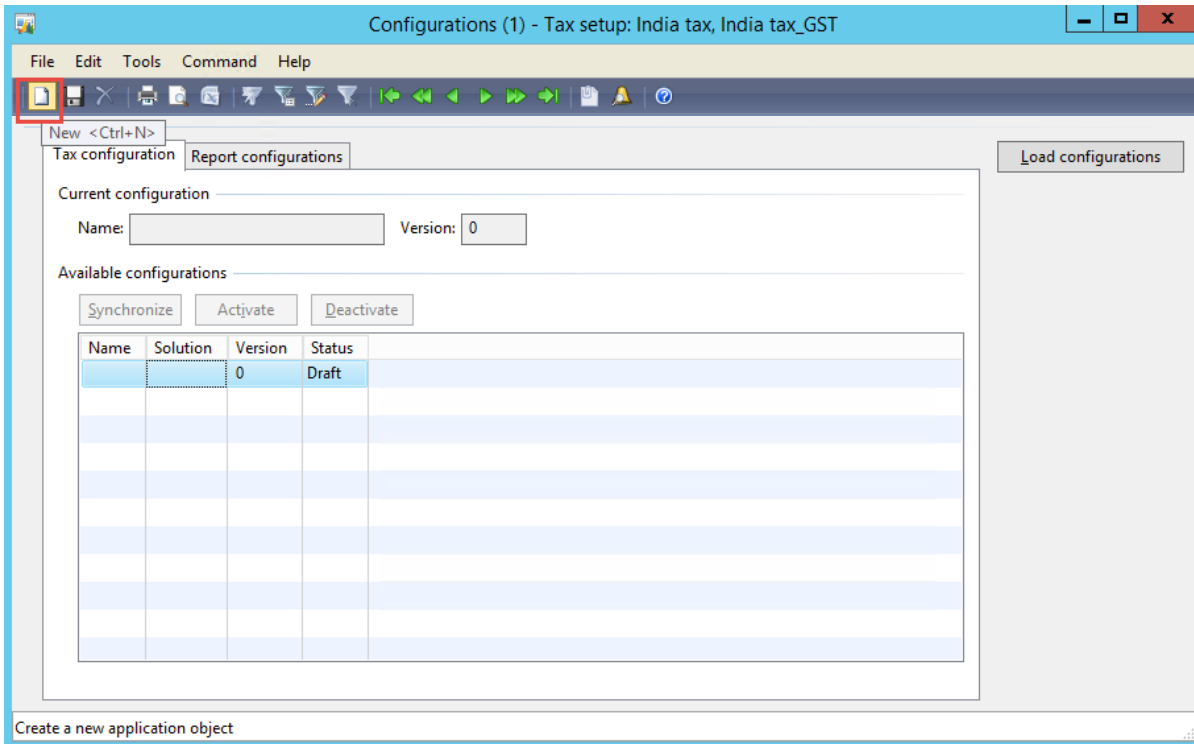 Configurations (1) - Tax setup: India tax, India tax_GST
File Edit Tools Command Help
New <Ctrl+N>
Tax configuration Report configurations
Load configurations
Current configuration
Name: Version: 0
Available configurations
Synchronize Activate Deactivate
Name Solution Version Status
0 Draft
Create a new application object